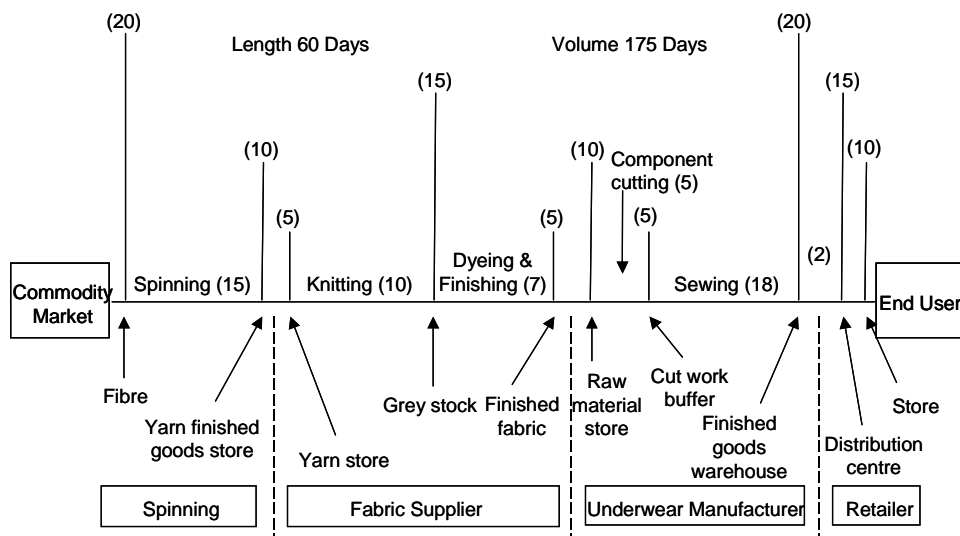 (20)
Length 60 Days
Volume 175 Days
(20)
(15)
(15)
(10)
(10)
Component
cutting (5)
(10)
(5)
(5)
(5)
Commodity
Market
Spinning (15)
Knitting (10)
Dyeing &
Finishing (7)
Sewing (18)
(2)
End User
Fibre
Yarn finished
goods store
Yarn store
Grey stock
Finished
fabric
Raw
material
store
Cut work
buffer
Finished
goods
warehouse
Distribution
centre
Store
Spinning
Fabric Supplier
Underwear Manufacturer
Retailer